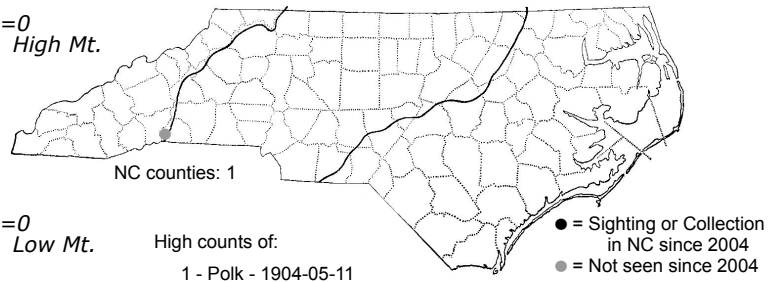 =0
High Mt.
NC counties: 1
=0
Low Mt.
High counts of:
1 - Polk - 1904-05-11
● = Sighting or Collection
in NC since 2004
● = Not seen since 2004